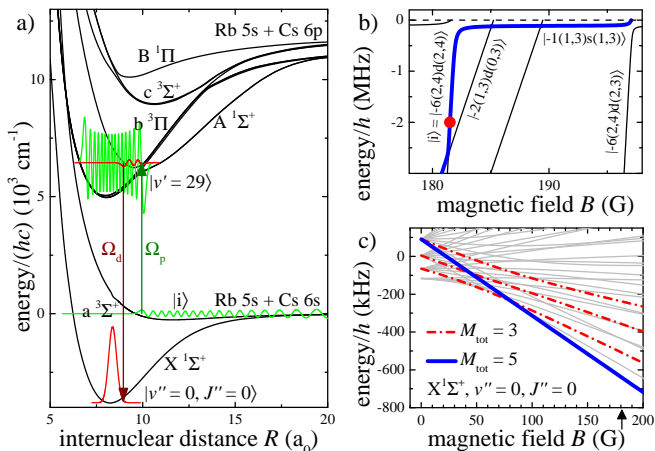 a)
Rb 5s + Cs 6p
B ¹Π
c ³Σ⁺
b ³Π
A ¹Σ⁺
|v' = 29⟩
Ω_d
Ω_p
a ³Σ⁺
|i⟩
Rb 5s + Cs 6s
X ¹Σ⁺
|v'' = 0, J'' = 0⟩
10
5
0
energy/(hc) (10³ cm⁻¹)
5 10 15 20
internuclear distance R (a₀)
b)
0
-1
-2
energy/h (MHz)
|i⟩ = |-6(2,4)d(2,4)⟩
|-2(1,3)d(0,3)⟩
|-1(1,3)s(1,3)⟩
|-6(2,4)d(2,3)⟩
180 190
magnetic field B (G)
c)
200
0
-200
-400
-600
-800
energy/h (kHz)
M_tot = 3
M_tot = 5
X¹Σ⁺, v''= 0, J''= 0
0 50 100 150 200
magnetic field B (G)